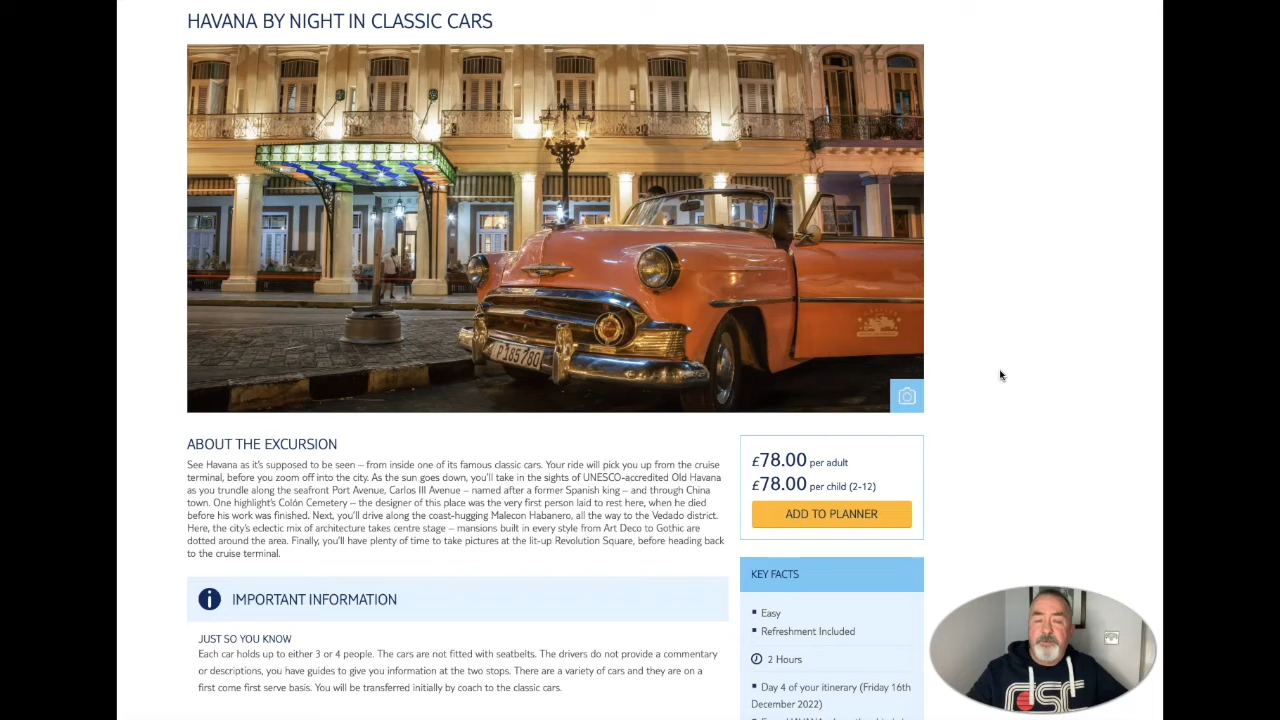 HAVANA BY NIGHT IN CLASSIC CARS
P 105 780
ABOUT THE EXCURSION
See Havana as it's supposed to be seen – from inside one of its famous classic cars. Your ride will pick you up from the cruise
terminal, before you zoom off into the city. As the sun goes down, you'll take in the sights of UNESCO-accredited Old Havana
as you trundle along the seafront Port Avenue, Carlos III Avenue – named after a former Spanish king – and through China
town. One highlight's Colón Cemetery – the designer of this place was the very first person laid to rest here, when he died
before his work was finished. Next, you'll drive along the coast-hugging Malecon Habanero, all the way to the Vedado district.
Here, the city's eclectic mix of architecture takes centre stage – mansions built in every style from Art Deco to Gothic are
dotted around the area. Finally, you'll have plenty of time to take pictures at the lit-up Revolution Square, before heading back
to the cruise terminal.
£78.00 per adult
£78.00 per child (2-12)
ADD TO PLANNER
IMPORTANT INFORMATION
JUST SO YOU KNOW
Each car holds up to either 3 or 4 people. The cars are not fitted with seatbelts. The drivers do not provide a commentary
or descriptions, you have guides to give you information at the two stops. There are a variety of cars and they are on a
first come first serve basis. You will be transferred initially by coach to the classic cars.
KEY FACTS
Easy
Refreshment Included
2 Hours
Day 4 of your itinerary (Friday 16th
December 2022)